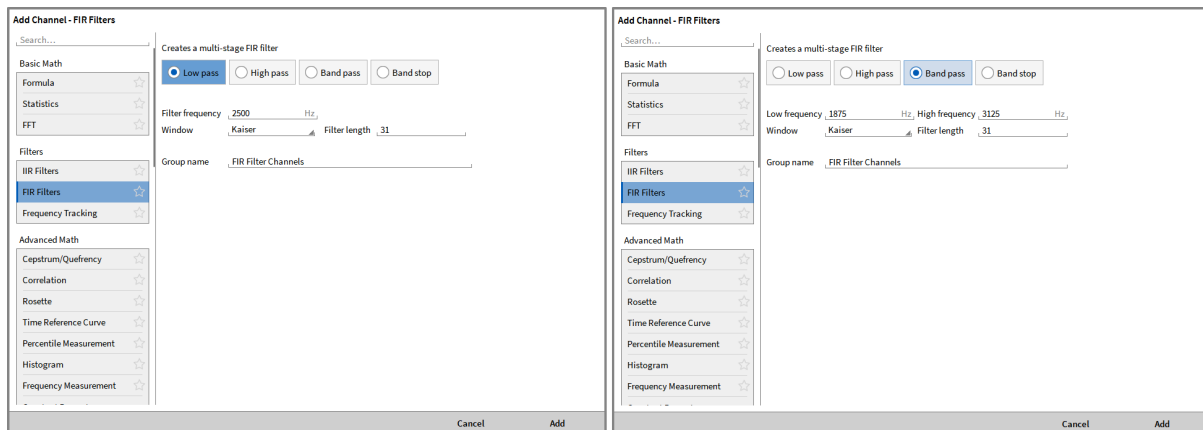 Add Channel - FIR Filters
Search...
Basic Math
Formula
Statistics
FFT
Filters
IIR Filters
FIR Filters
Frequency Tracking
Advanced Math
Cepstrum/Quefrency
Correlation
Rosette
Time Reference Curve
Percentile Measurement
Histogram
Frequency Measurement
Creates a multi-stage FIR filter
Low pass High pass Band pass Band stop
Filter frequency 2500 Hz
Window Kaiser Filter length 31
Group name FIR Filter Channels
Cancel Add
Add Channel - FIR Filters
Search...
Basic Math
Formula
Statistics
FFT
Filters
IIR Filters
FIR Filters
Frequency Tracking
Advanced Math
Cepstrum/Quefrency
Correlation
Rosette
Time Reference Curve
Percentile Measurement
Histogram
Frequency Measurement
Creates a multi-stage FIR filter
Low pass High pass Band pass Band stop
Low frequency 1875 Hz High frequency 3125 Hz
Window Kaiser Filter length 31
Group name FIR Filter Channels
Cancel Add